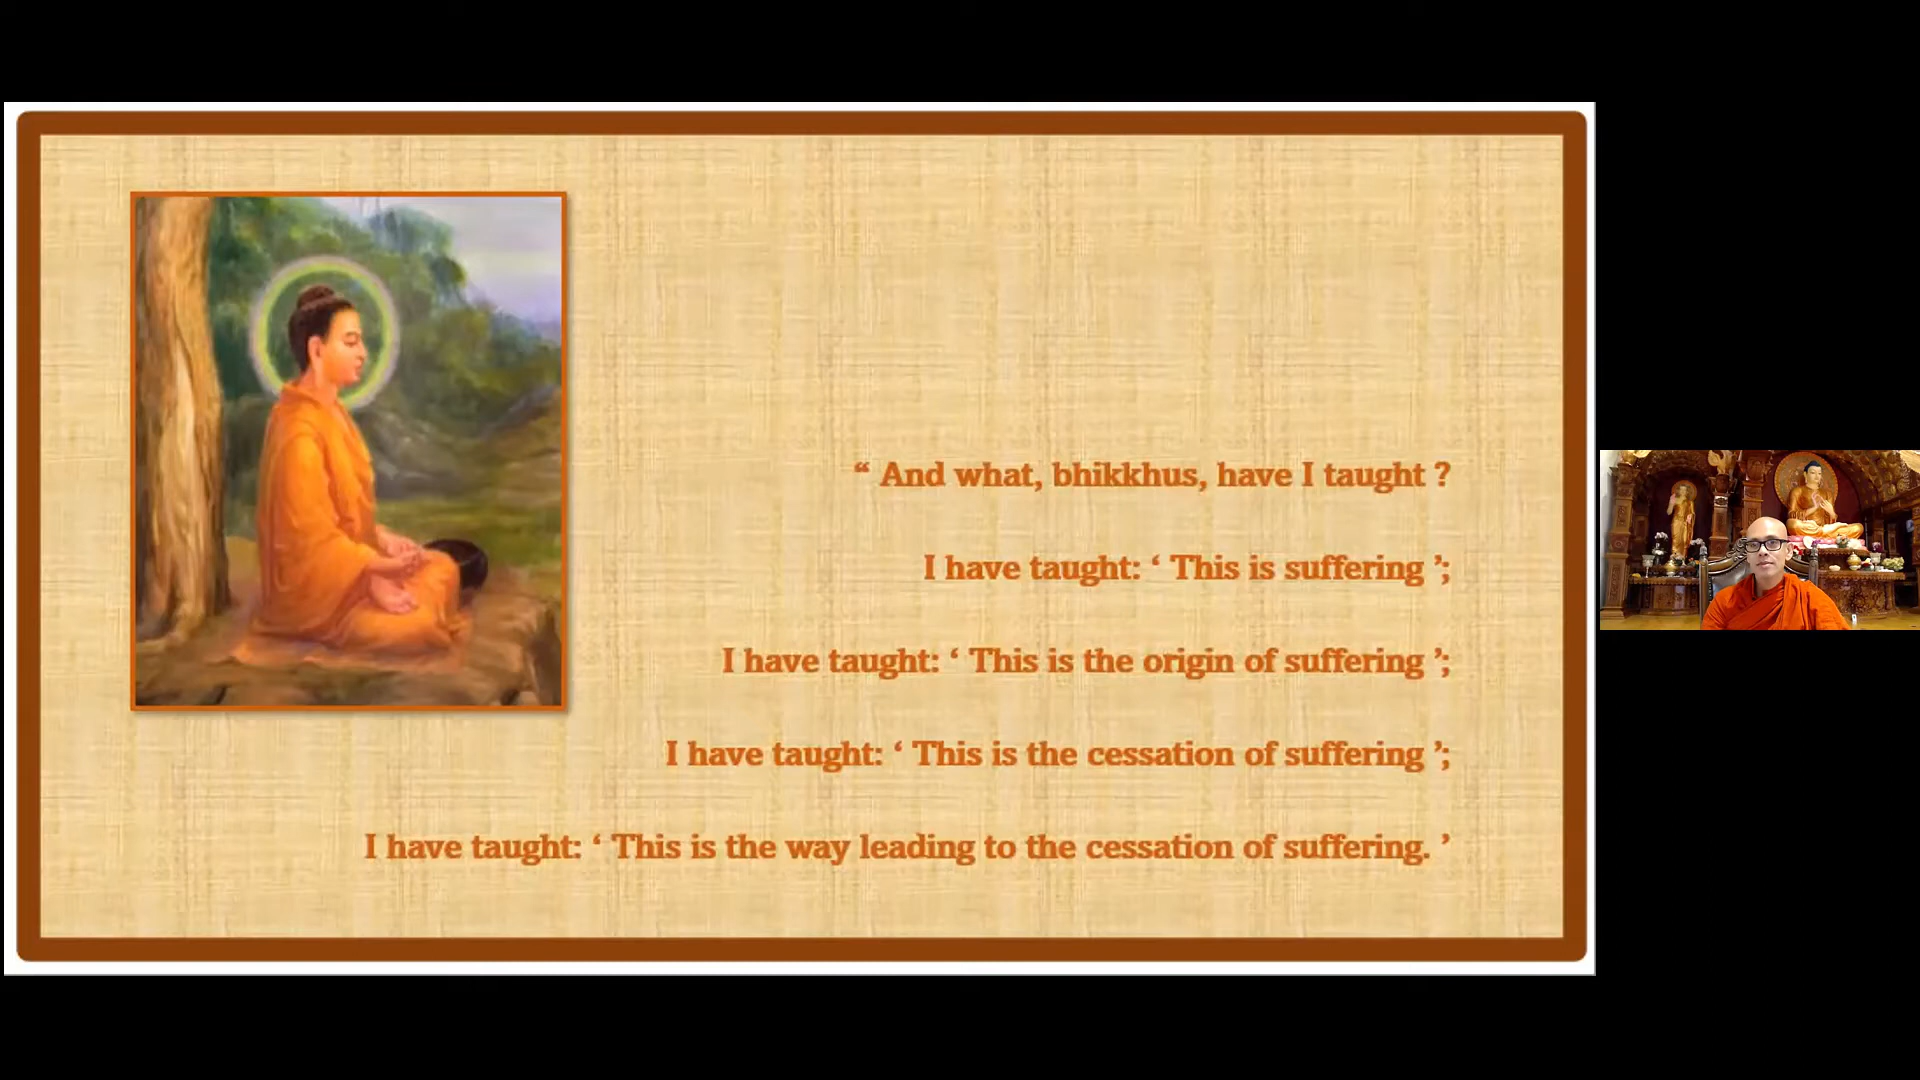 “ And what, bhikkhus, have I taught ?
I have taught: ‘ This is suffering ’;
I have taught: ‘ This is the origin of suffering ’;
I have taught: ‘ This is the cessation of suffering ’;
I have taught: ‘ This is the way leading to the cessation of suffering. ’